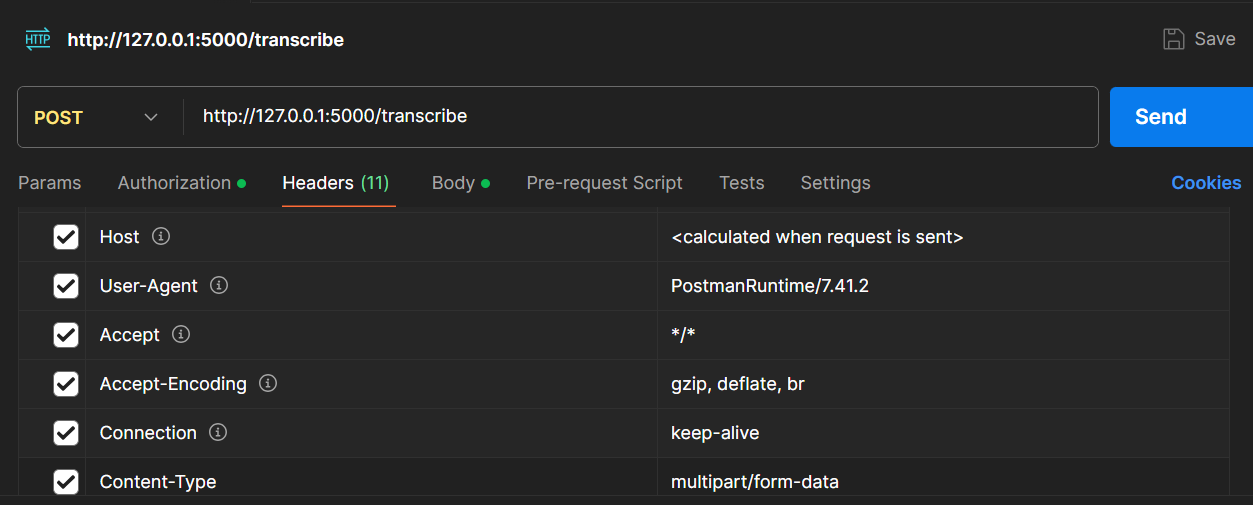 HTTP http://127.0.0.1:5000/transcribe Save
POST http://127.0.0.1:5000/transcribe Send
Params Authorization Headers (11) Body Pre-request Script Tests Settings Cookies
Host <calculated when request is sent>
User-Agent PostmanRuntime/7.41.2
Accept */*
Accept-Encoding gzip, deflate, br
Connection keep-alive
Content-Type multipart/form-data